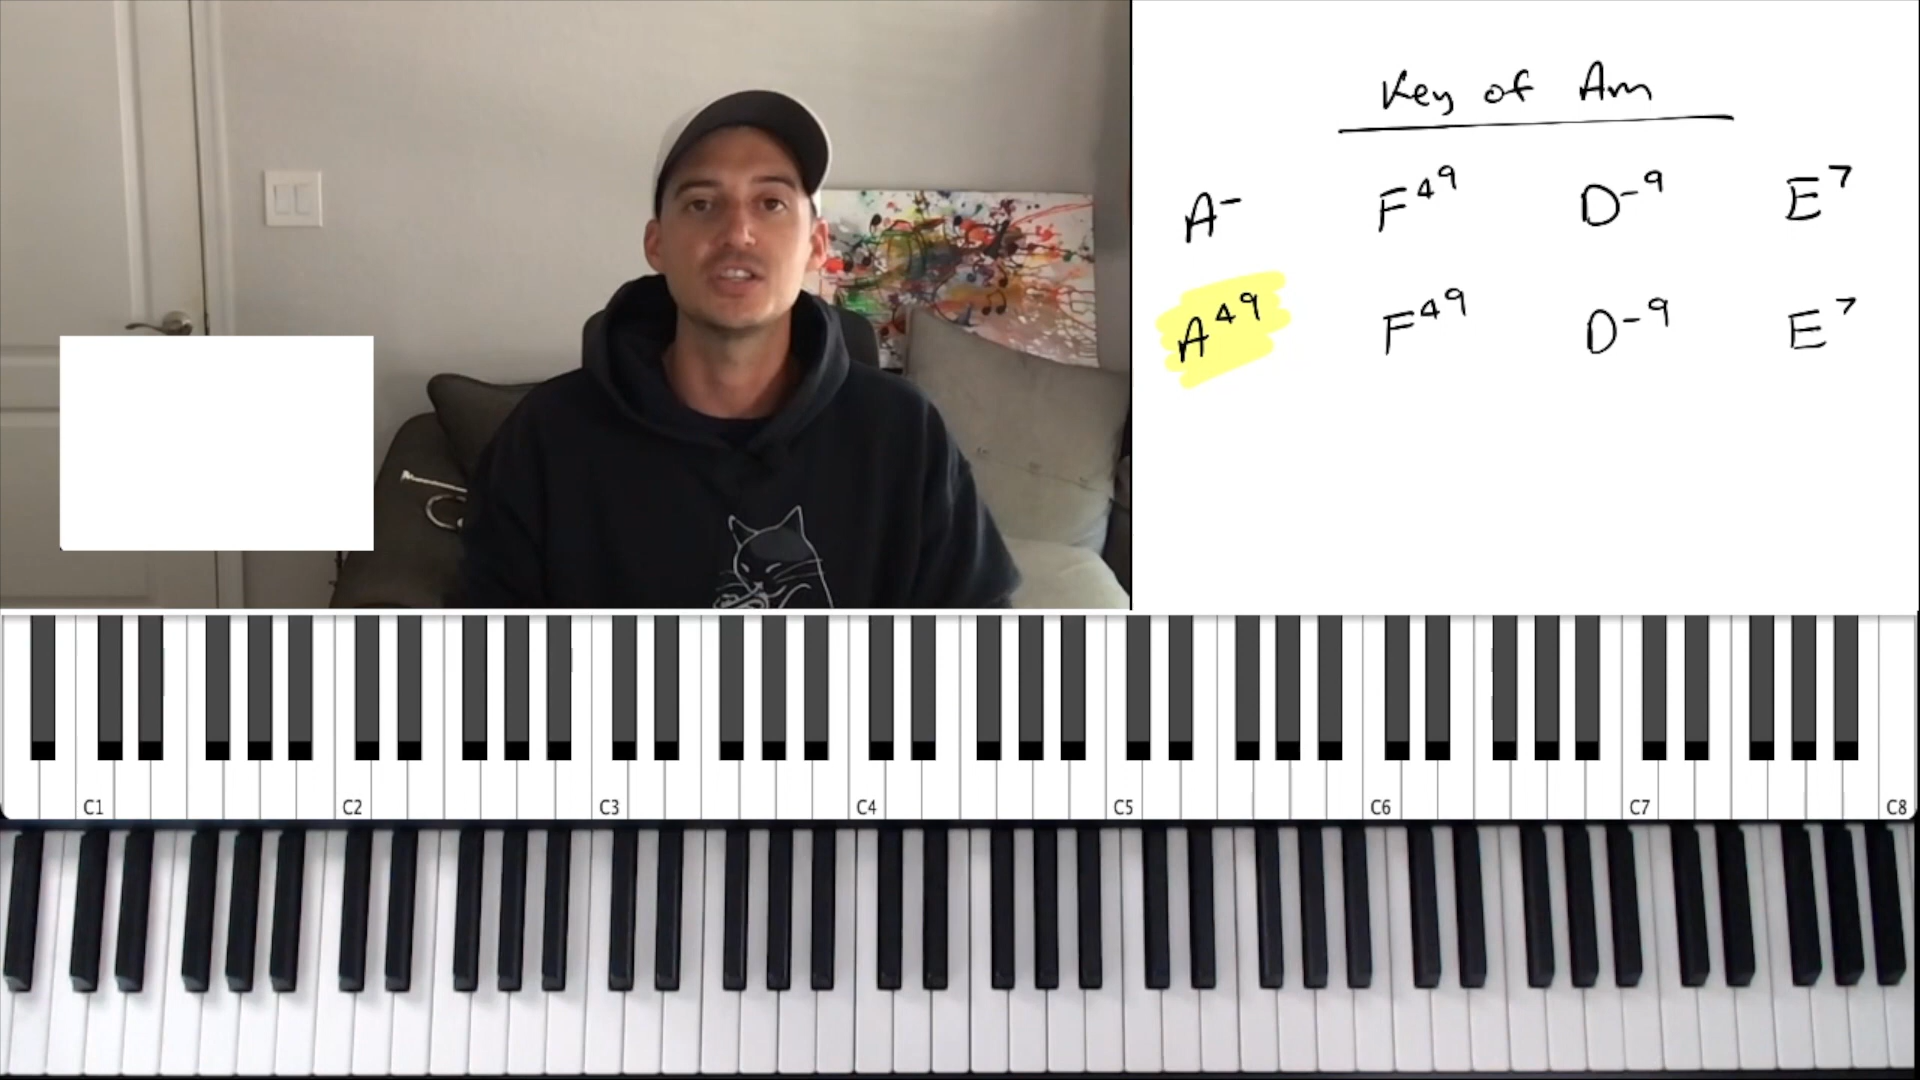 Key of Am
A- F⁴⁹ D-⁹ E⁷
A⁴⁹ F⁴⁹ D-⁹ E⁷
C1 C2 C3 C4 C5 C6 C7 C8